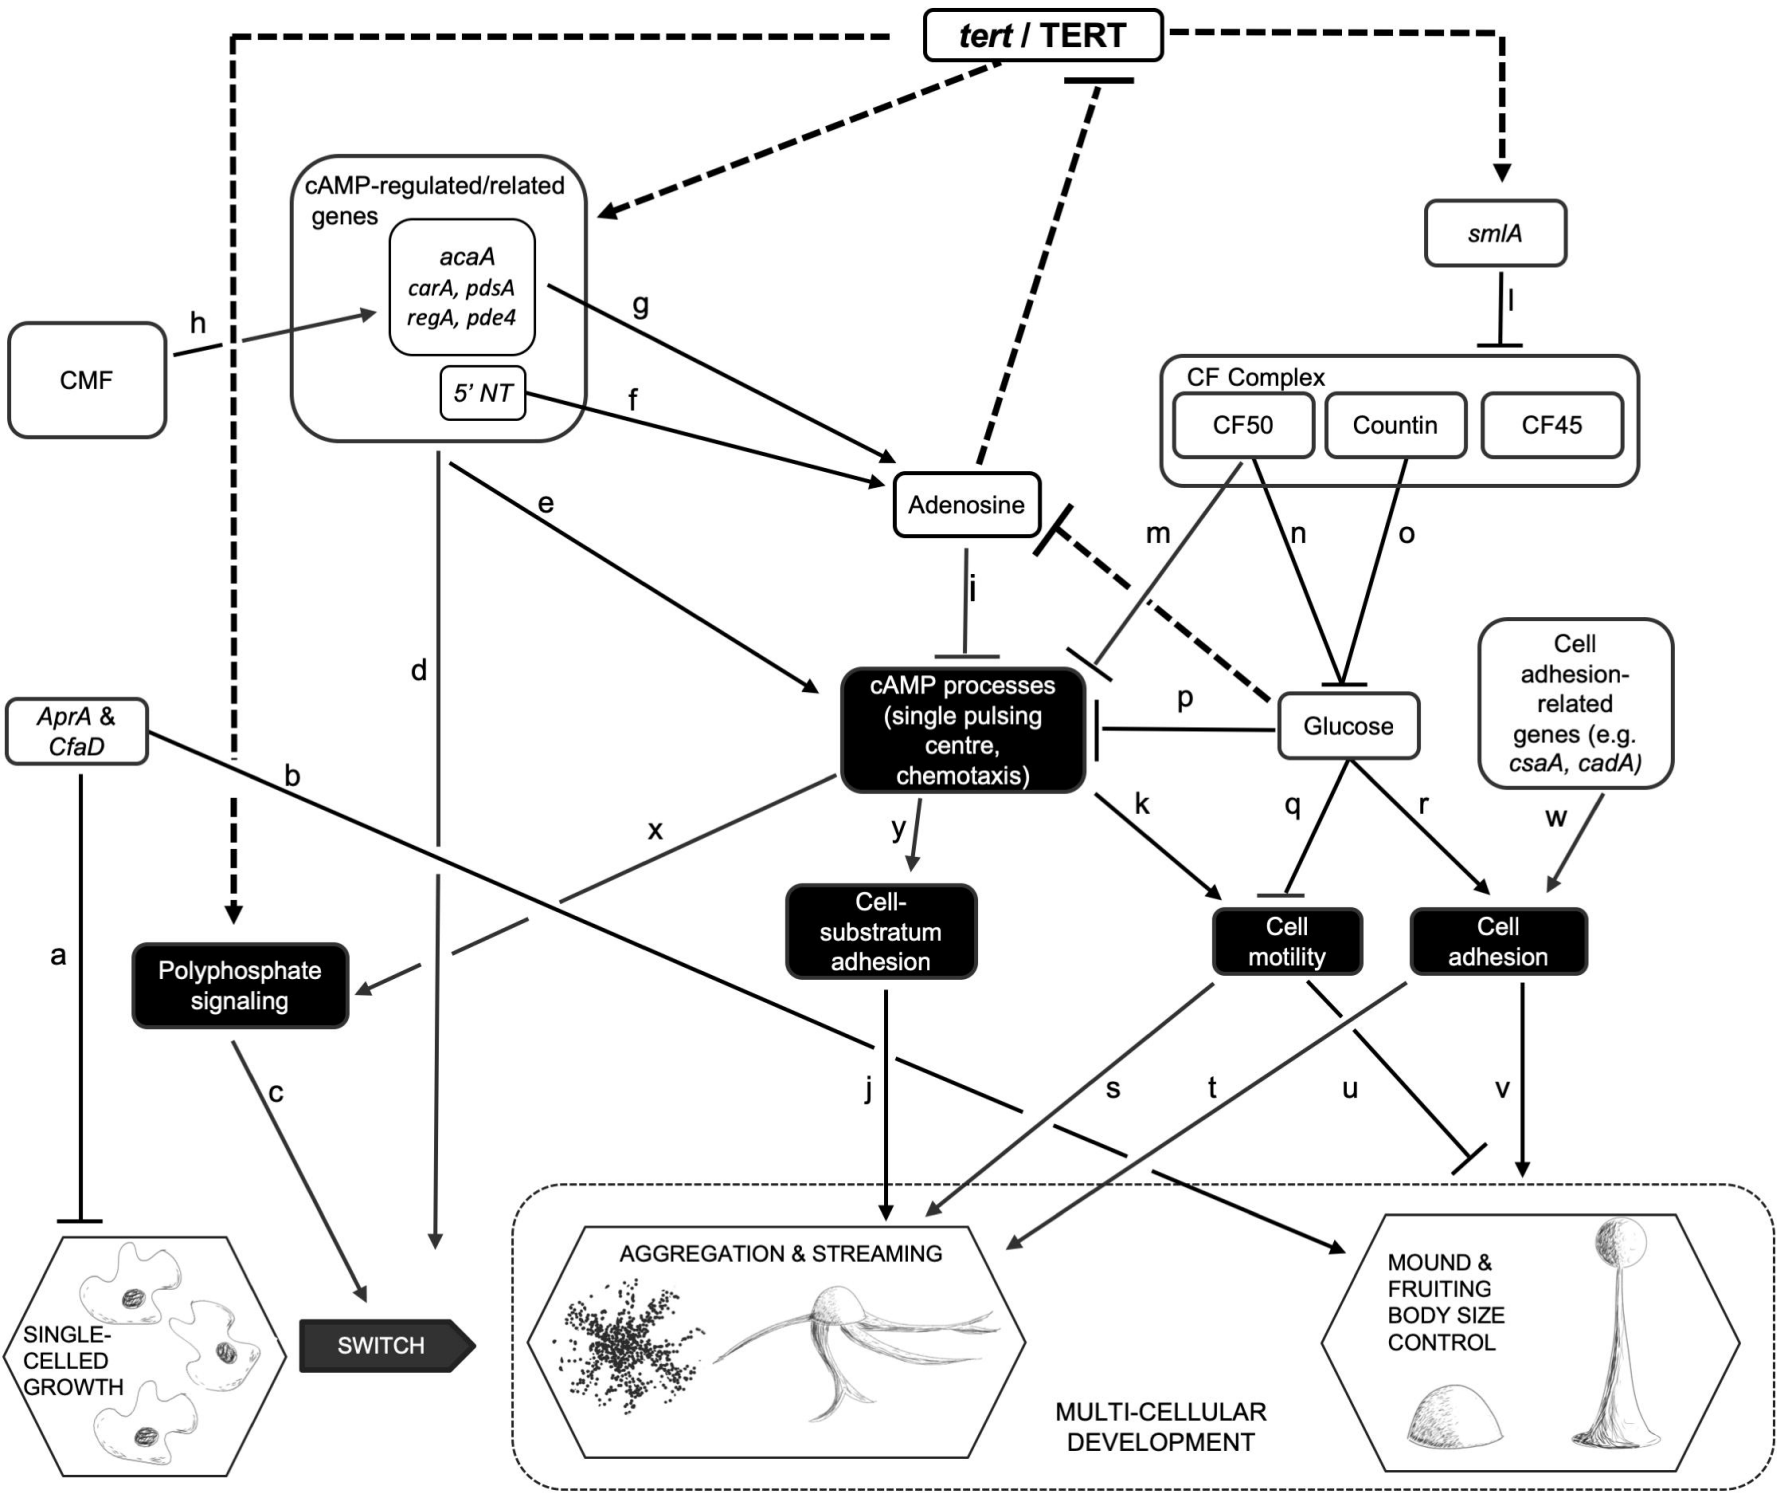 tert / TERT
cAMP-regulated/related
genes
acaA
carA, pdsA
regA, pde4
5’ NT
smlA
CMF
h
g
f
l
CF Complex
CF50
Countin
CF45
e
Adenosine
m
n
o
i
d
Cell
adhesion-
related
genes (e.g.
csaA, cadA)
AprA &
CfaD
cAMP processes
(single pulsing
centre,
chemotaxis)
p
Glucose
b
x
y
k
q
r
w
a
Cell-
substratum
adhesion
Cell
motility
Cell
adhesion
Polyphosphate
signaling
c
j
s
t
u
v
SINGLE-
CELLED
GROWTH
SWITCH
AGGREGATION & STREAMING
MOUND &
FRUITING
BODY SIZE
CONTROL
MULTI-CELLULAR
DEVELOPMENT